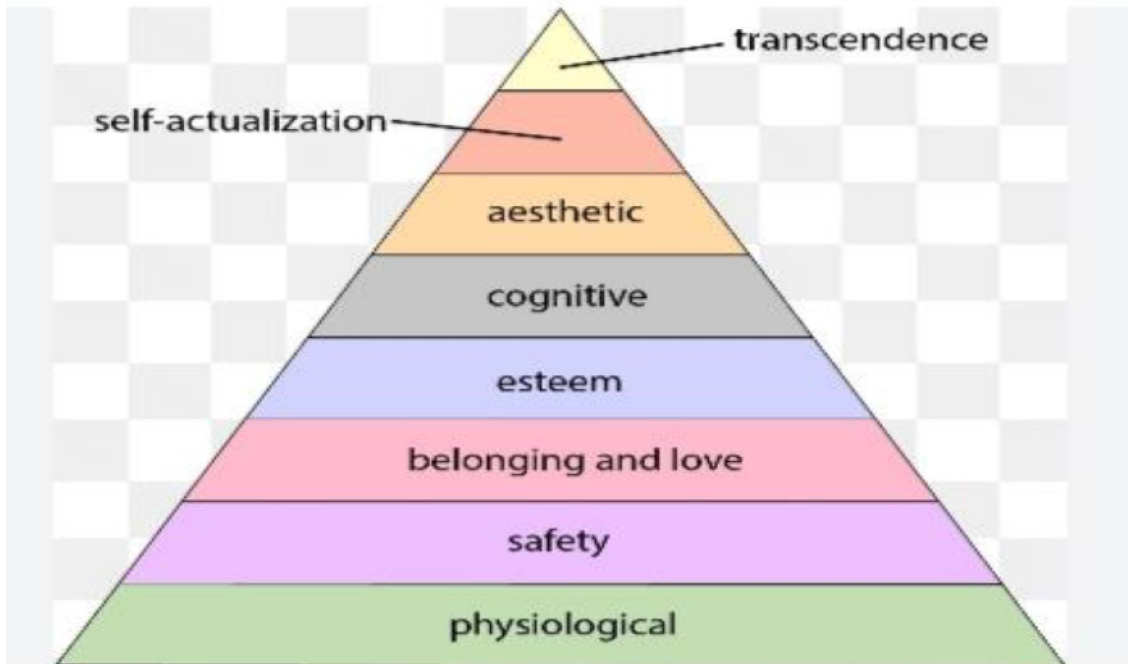 transcendence
self-actualization
aesthetic
cognitive
esteem
belonging and love
safety
physiological